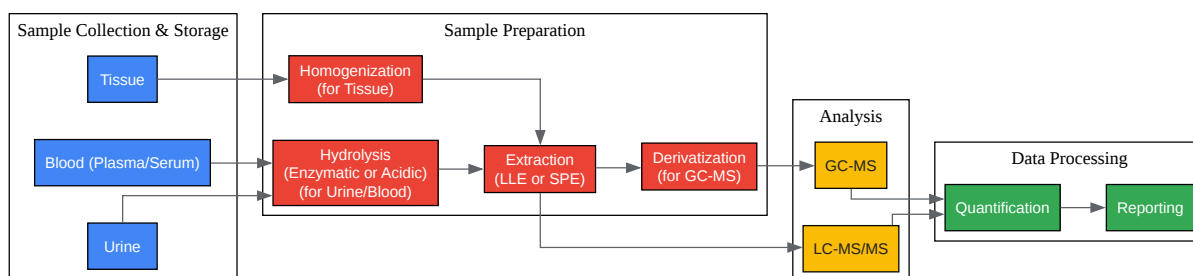 Sample Collection & Storage
Tissue
Blood (Plasma/Serum)
Urine
Sample Preparation
Homogenization
(for Tissue)
Hydrolysis
(Enzymatic or Acidic)
(for Urine/Blood)
Extraction
(LLE or SPE)
Derivatization
(for GC-MS)
Analysis
GC-MS
LC-MS/MS
Data Processing
Quantification
Reporting